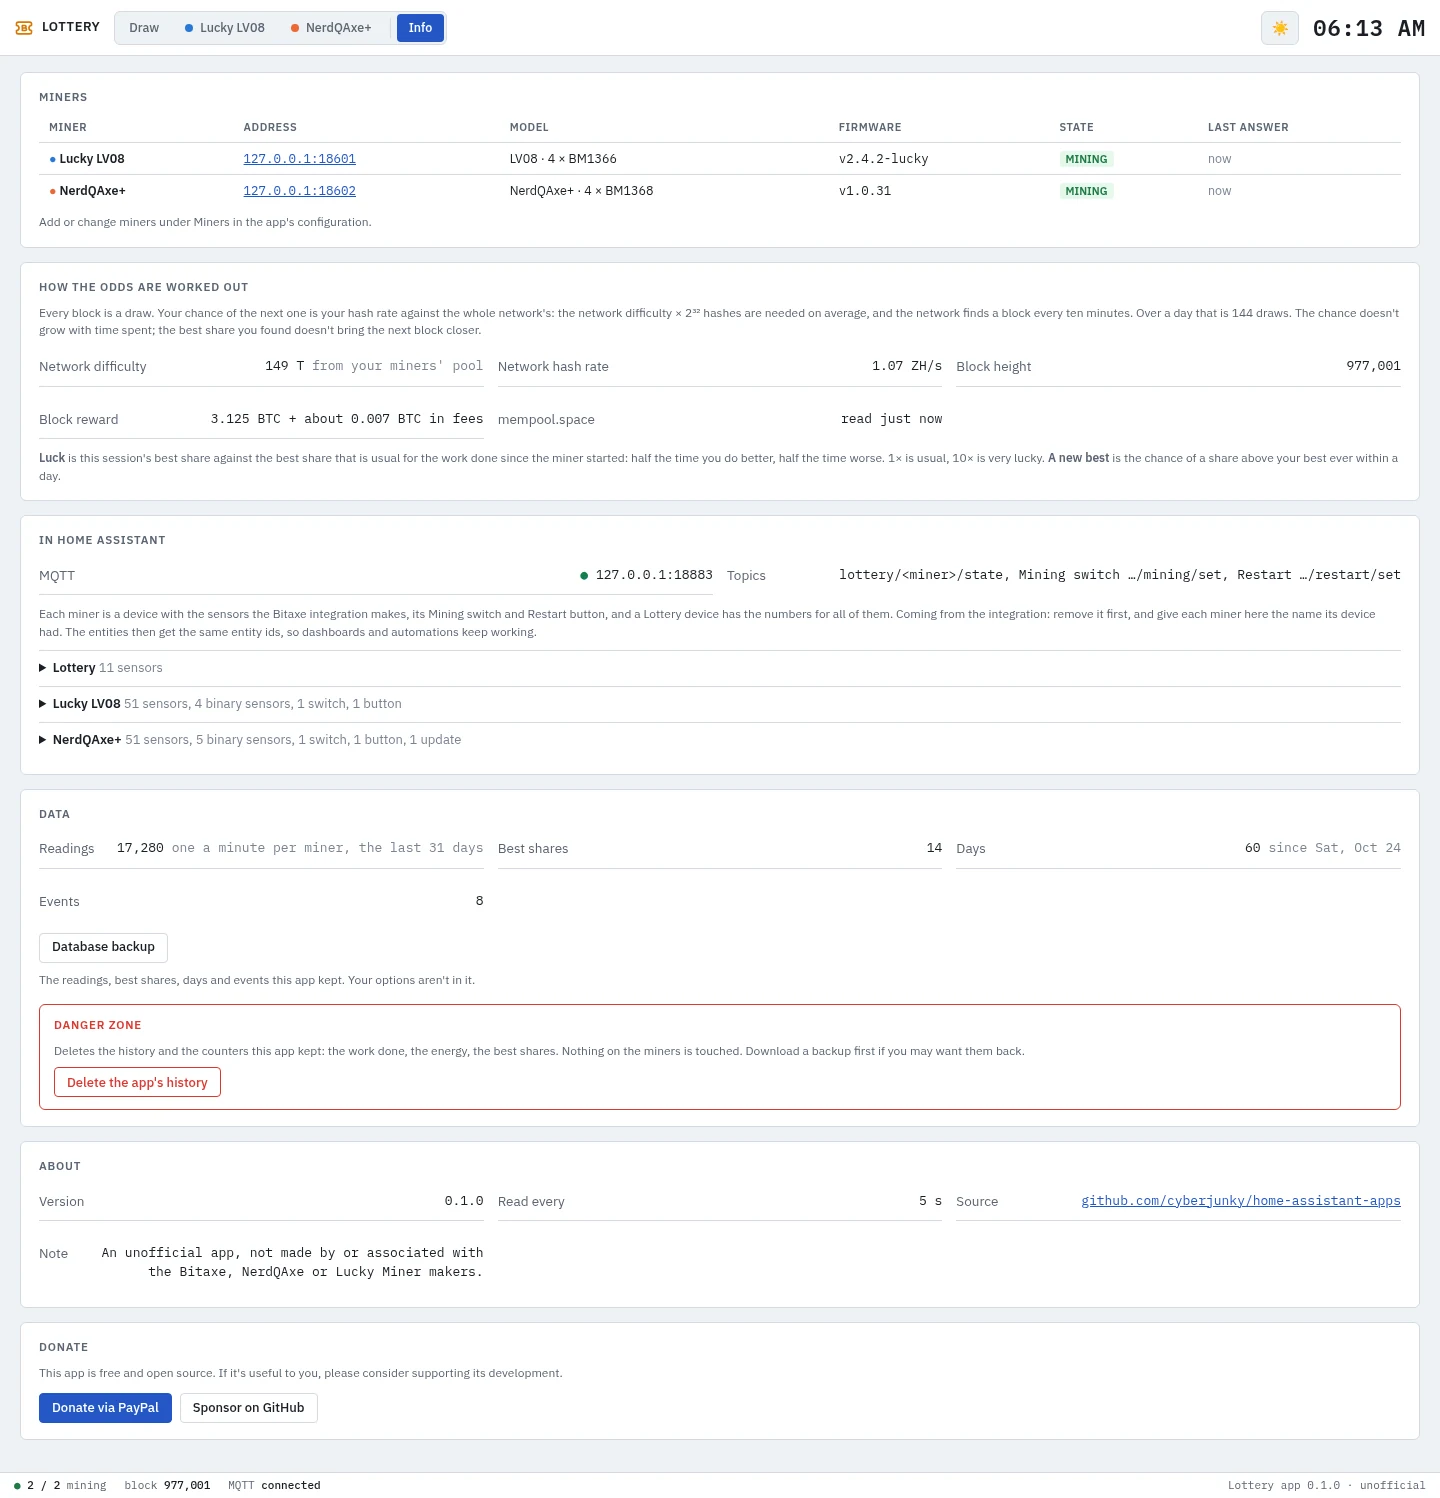 LOTTERY Draw Lucky LV08 NerdQAxe+ Info 06:13 AM
MINERS
MINER ADDRESS MODEL FIRMWARE STATE LAST ANSWER
Lucky LV08 127.0.0.1:18601 LV08 · 4 × BM1366 v2.4.2-lucky MINING now
NerdQAxe+ 127.0.0.1:18602 NerdQAxe+ · 4 × BM1368 v1.0.31 MINING now
Add or change miners under Miners in the app's configuration.
HOW THE ODDS ARE WORKED OUT
Every block is a draw. Your chance of the next one is your hash rate against the whole network's: the network difficulty × 2³² hashes are needed on average, and the network finds a block every ten minutes. Over a day that is 144 draws. The chance doesn't
grow with time spent; the best share you found doesn't bring the next block closer.
Network difficulty 149 T from your miners' pool Network hash rate 1.07 ZH/s Block height 977,001
Block reward 3.125 BTC + about 0.007 BTC in fees mempool.space read just now
Luck is this session's best share against the best share that is usual for the work done since the miner started: half the time you do better, half the time worse. 1× is usual, 10× is very lucky. A new best is the chance of a share above your best ever within a
day.
IN HOME ASSISTANT
MQTT 127.0.0.1:18883 Topics lottery/<miner>/state, Mining switch …/mining/set, Restart …/restart/set
Each miner is a device with the sensors the Bitaxe integration makes, its Mining switch and Restart button, and a Lottery device has the numbers for all of them. Coming from the integration: remove it first, and give each miner here the name its device
had. The entities then get the same entity ids, so dashboards and automations keep working.
Lottery 11 sensors
Lucky LV08 51 sensors, 4 binary sensors, 1 switch, 1 button
NerdQAxe+ 51 sensors, 5 binary sensors, 1 switch, 1 button, 1 update
DATA
Readings 17,280 one a minute per miner, the last 31 days Best shares 14 Days 60 since Sat, Oct 24
Events 8
Database backup
The readings, best shares, days and events this app kept. Your options aren't in it.
DANGER ZONE
Deletes the history and the counters this app kept: the work done, the energy, the best shares. Nothing on the miners is touched. Download a backup first if you may want them back.
Delete the app's history
ABOUT
Version 0.1.0 Read every 5 s Source github.com/cyberjunky/home-assistant-apps
Note An unofficial app, not made by or associated with
the Bitaxe, NerdQAxe or Lucky Miner makers.
DONATE
This app is free and open source. If it's useful to you, please consider supporting its development.
Donate via PayPal Sponsor on GitHub
2 / 2 mining block 977,001 MQTT connected Lottery app 0.1.0 · unofficial